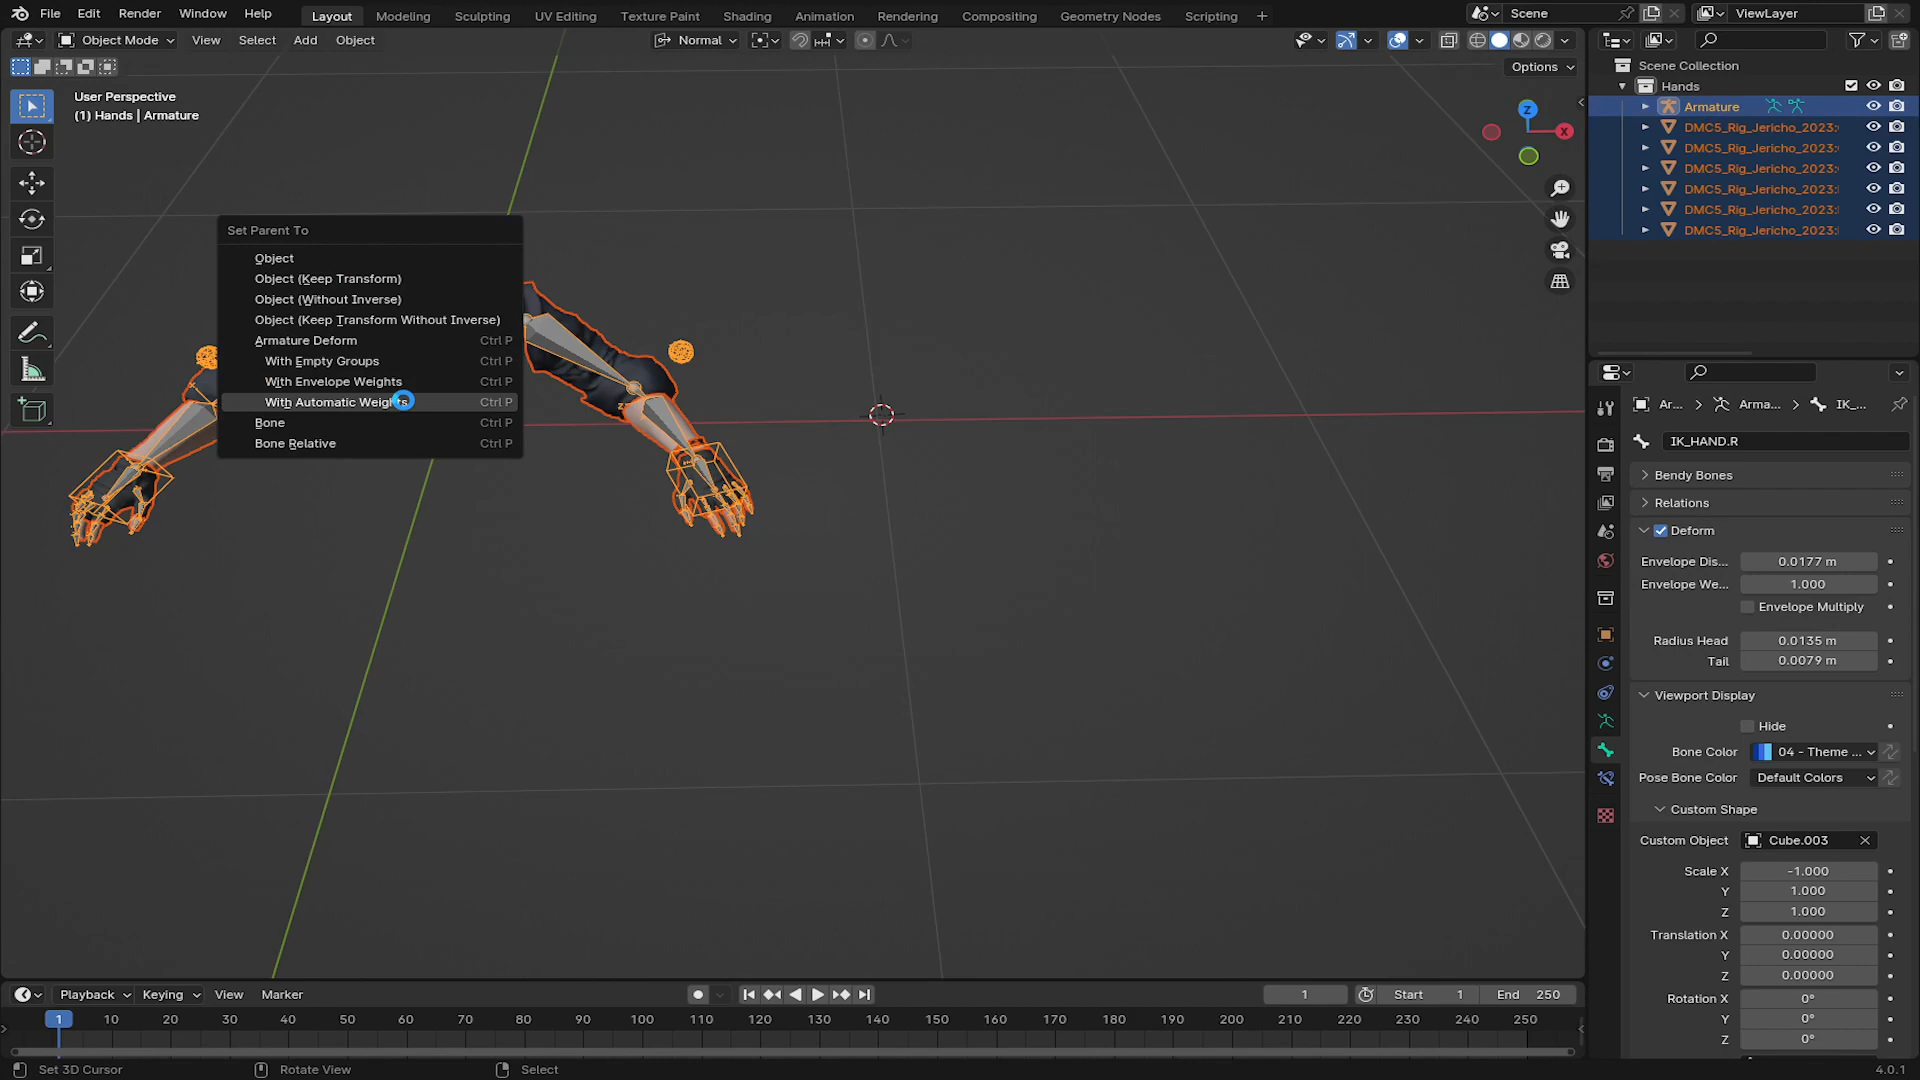 File Edit Render Window Help Layout Modeling Sculpting UV Editing Texture Paint Shading Animation Rendering Compositing Geometry Nodes Scripting + Scene ViewLayer
Object Mode View Select Add Object Normal
Options
User Perspective
(1) Hands | Armature
Z
X
Scene Collection
Hands
Armature
DMC5_Rig_Jericho_2023:
DMC5_Rig_Jericho_2023:
DMC5_Rig_Jericho_2023:
DMC5_Rig_Jericho_2023:
DMC5_Rig_Jericho_2023:
DMC5_Rig_Jericho_2023:
Set Parent To
Object
Object (Keep Transform)
Object (Without Inverse)
Object (Keep Transform Without Inverse)
Armature Deform Ctrl P
With Empty Groups Ctrl P
With Envelope Weights Ctrl P
With Automatic Weights Ctrl P
Bone Ctrl P
Bone Relative Ctrl P
Ar... > Arma... > IK_...
IK_HAND.R
Bendy Bones
Relations
Deform
Envelope Dis... 0.0177 m
Envelope We... 1.000
Envelope Multiply
Radius Head 0.0135 m
Tail 0.0079 m
Viewport Display
Hide
Bone Color 04 - Theme ...
Pose Bone Color Default Colors
Custom Shape
Custom Object Cube.003
Scale X -1.000
Y 1.000
Z 1.000
Translation X 0.00000
Y 0.00000
Z 0.00000
Rotation X 0°
Y 0°
Z 0°
Playback Keying View Marker 1 Start 1 End 250
1 10 20 30 40 50 60 70 80 90 100 110 120 130 140 150 160 170 180 190 200 210 220 230 240 250
Set 3D Cursor Rotate View Select 4.0.1